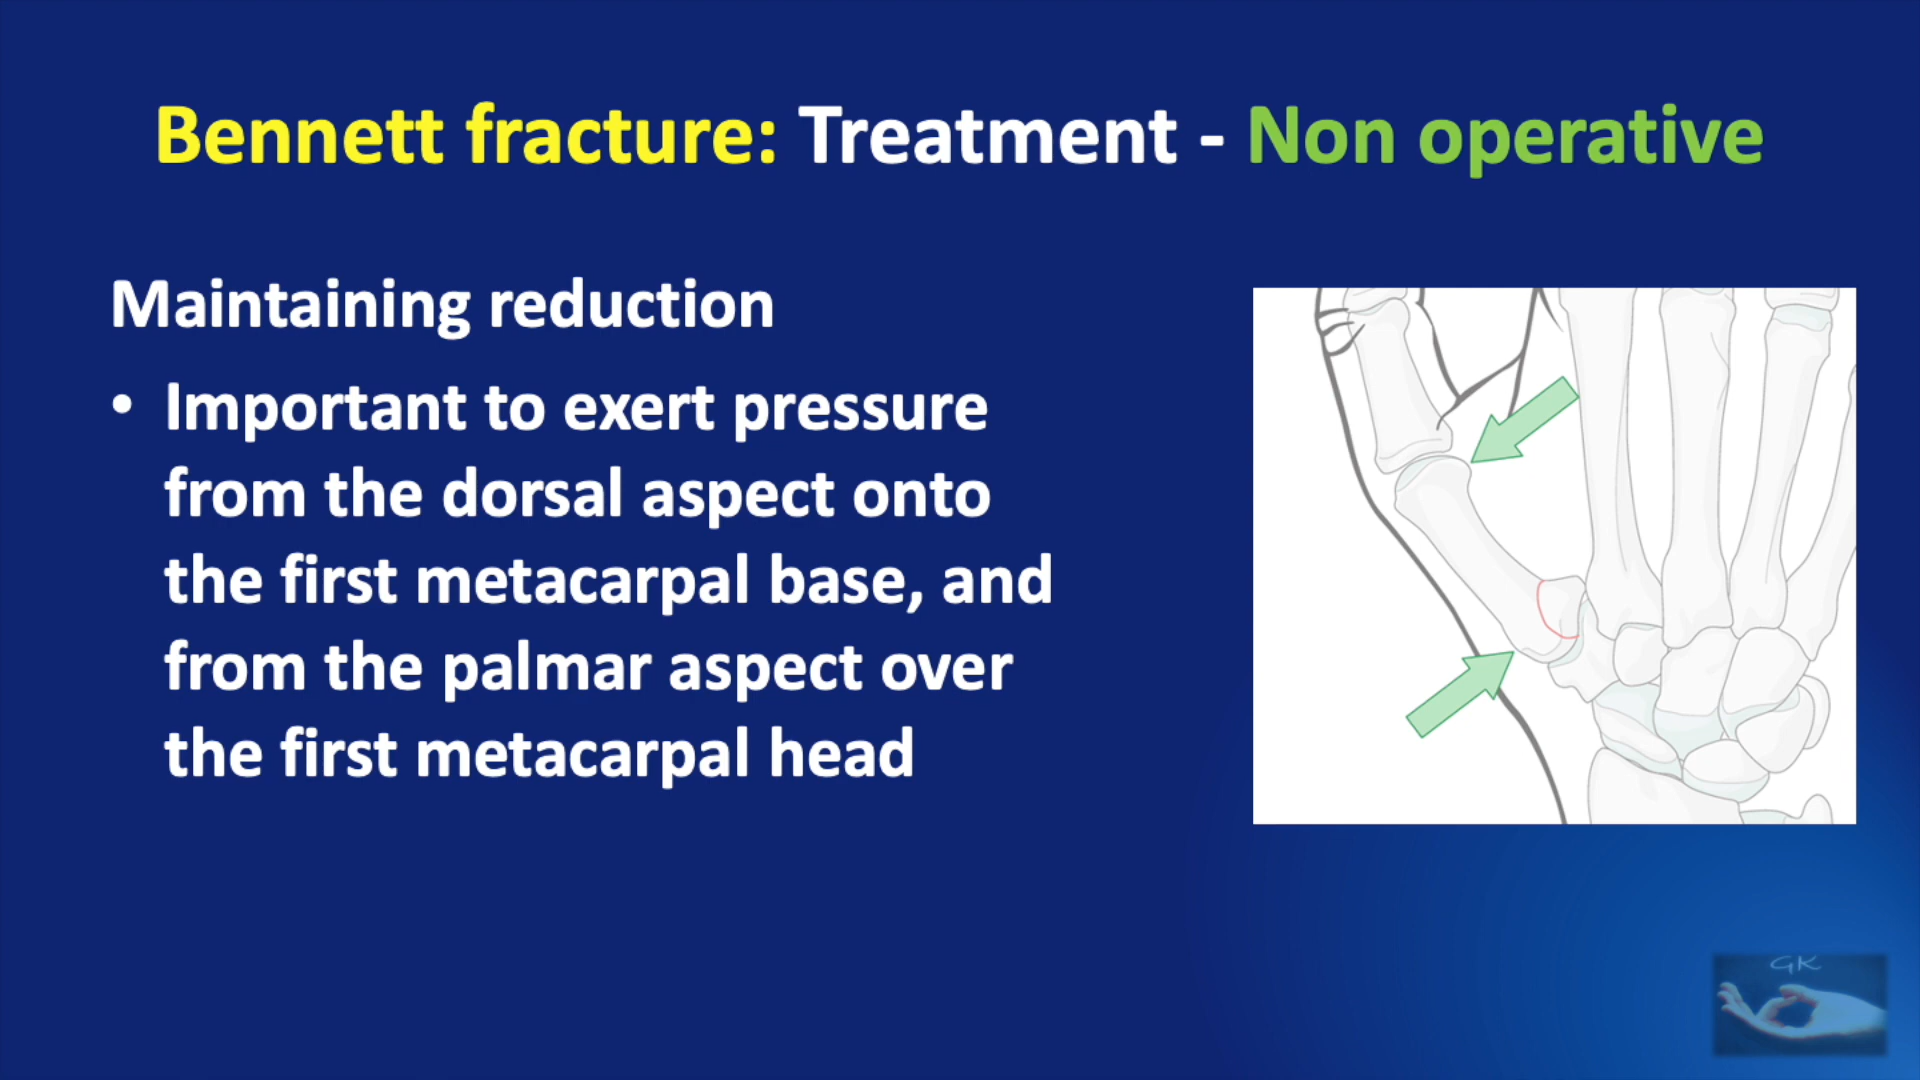 Bennett fracture: Treatment - Non operative
Maintaining reduction
• Important to exert pressure
from the dorsal aspect onto
the first metacarpal base, and
from the palmar aspect over
the first metacarpal head
GK